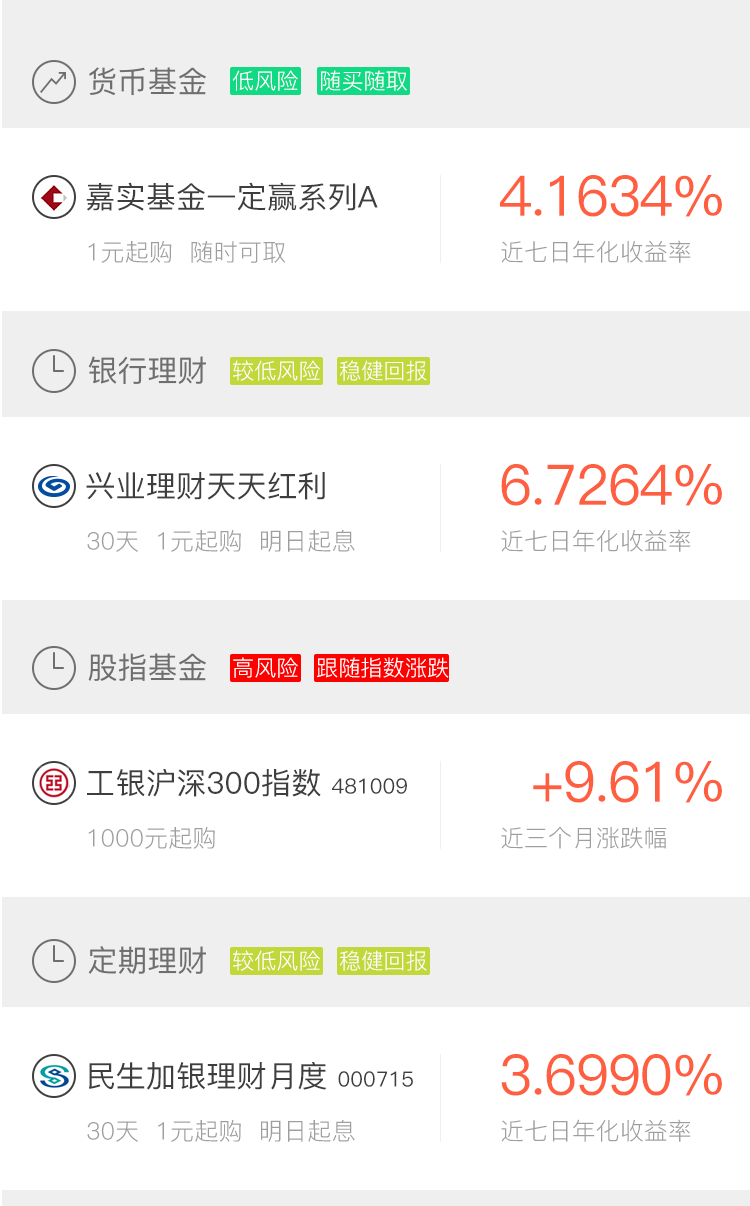 货币基金 低风险 随买随取
嘉实基金一定赢系列A 4.1634%
1元起购 随时可取 近七日年化收益率
银行理财 较低风险 稳健回报
兴业理财天天红利 6.7264%
30天 1元起购 明日起息 近七日年化收益率
股指基金 高风险 跟随指数涨跌
工银沪深300指数 481009 +9.61%
1000元起购 近三个月涨跌幅
定期理财 较低风险 稳健回报
民生加银理财月度 000715 3.6990%
30天 1元起购 明日起息 近七日年化收益率